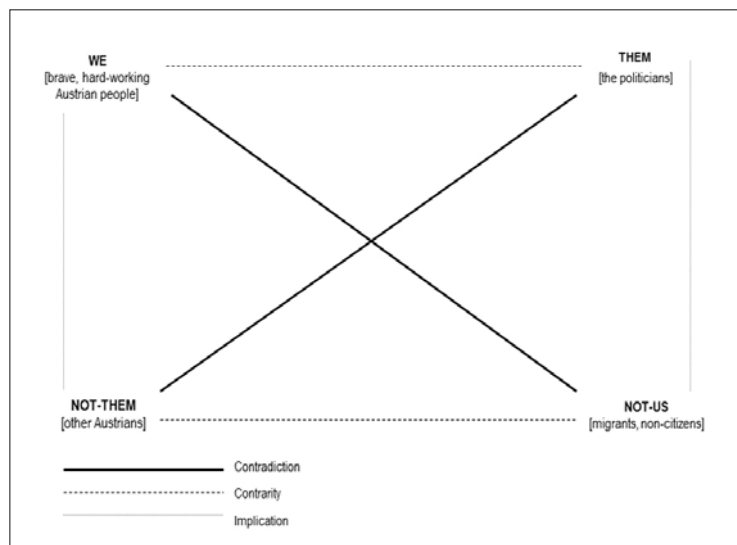 WE
[brave, hard-working
Austrian people]
THEM
[the politicians]
NOT-THEM
[other Austrians]
NOT-US
[migrants, non-citizens]
Contradiction
Contrarity
Implication